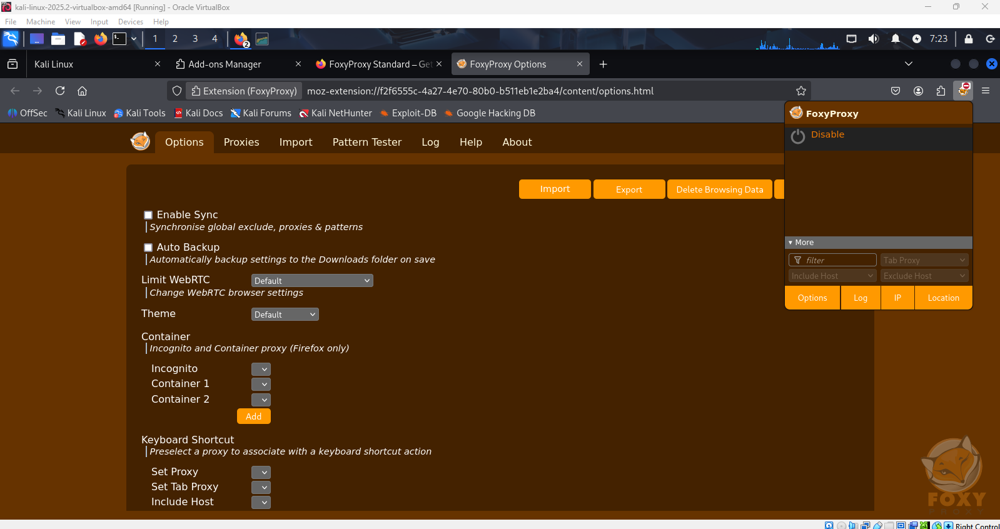 kali-linux-2025.2-virtualbox-amd64 [Running] - Oracle VirtualBox
File Machine View Input Devices Help
1 2 3 4 2 7:23
Kali Linux Add-ons Manager FoxyProxy Standard – Get FoxyProxy Options
Extension (FoxyProxy) moz-extension://f2f6555c-4a27-4e70-80b0-b511eb1e2ba4/content/options.html
OffSec Kali Linux Kali Tools Kali Docs Kali Forums Kali NetHunter Exploit-DB Google Hacking DB
Options Proxies Import Pattern Tester Log Help About
Import Export Delete Browsing Data
Enable Sync
Synchronise global exclude, proxies & patterns
Auto Backup
Automatically backup settings to the Downloads folder on save
Limit WebRTC Default
Change WebRTC browser settings
Theme Default
Container
Incognito and Container proxy (Firefox only)
Incognito
Container 1
Container 2
Add
Keyboard Shortcut
Preselect a proxy to associate with a keyboard shortcut action
Set Proxy
Set Tab Proxy
Include Host
FoxyProxy
Disable
More
filter Tab Proxy
Include Host Exclude Host
Options Log IP Location
FOXY
PROXY
Right Control